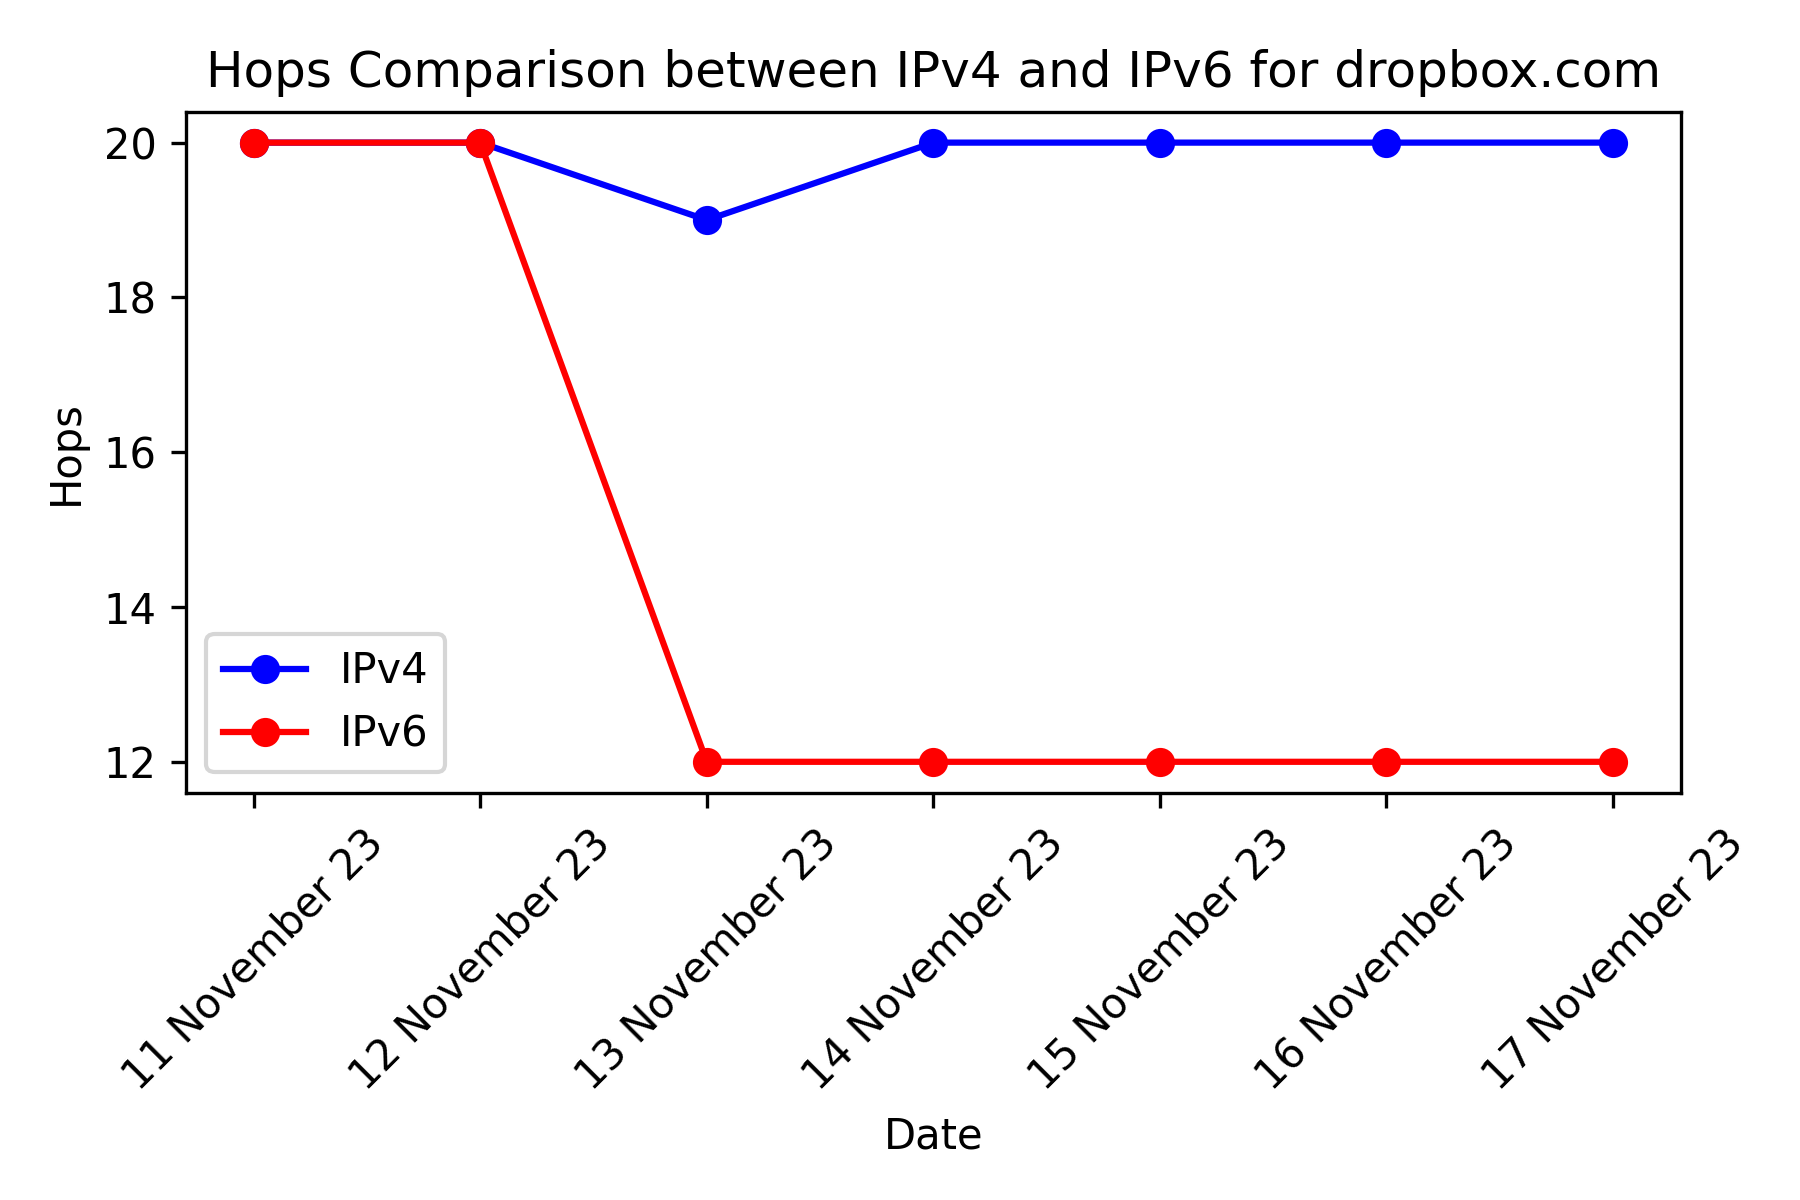 Hops Comparison between IPv4 and IPv6 for dropbox.com
Hops
20
18
16
14
12
IPv4
IPv6
11 November 23
12 November 23
13 November 23
14 November 23
15 November 23
16 November 23
17 November 23
Date